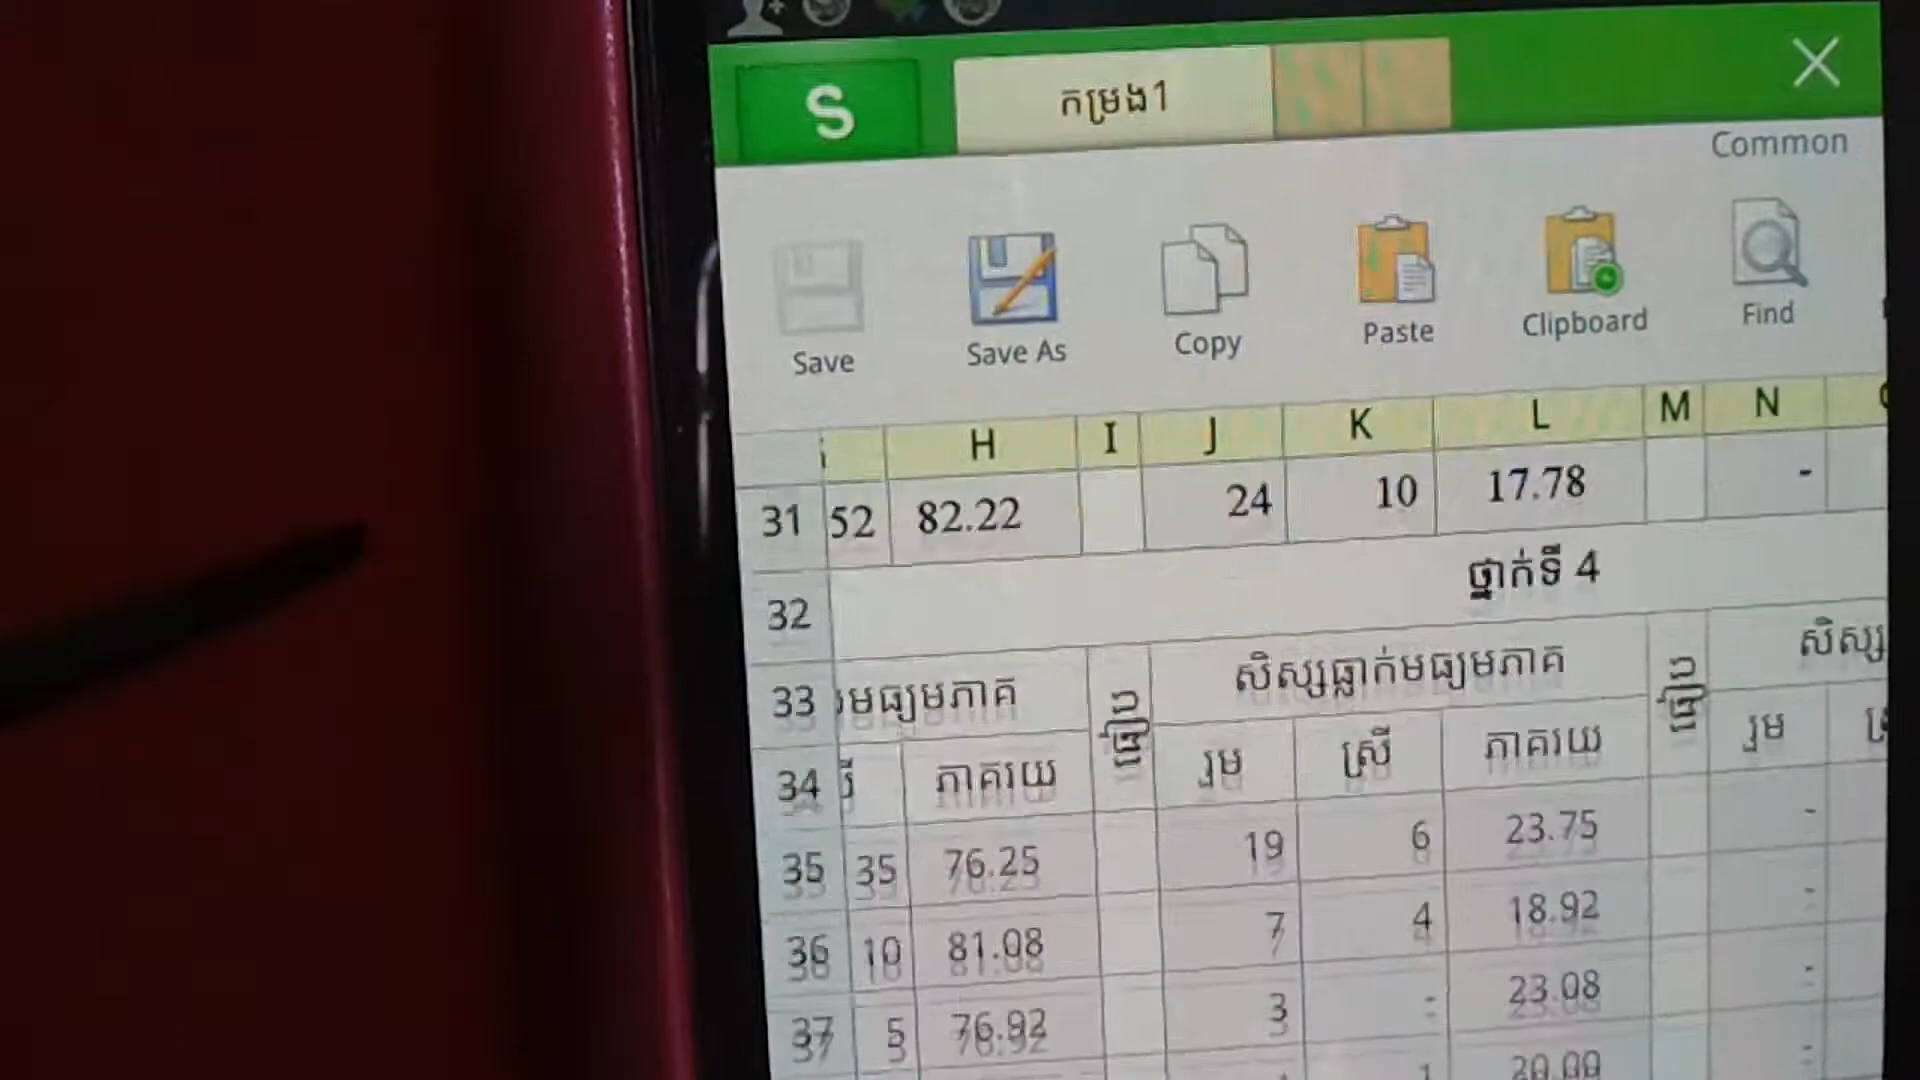 S កម្រង1
Common
Save Save As Copy Paste Clipboard Find
H I J K L M N
31 52 82.22 24 10 17.78 -
32 ថ្នាក់ទី 4
33 មធ្យមភាគ សិស្សធ្លាក់មធ្យមភាគ សិស្ស
34 ភាគរយ រួម ស្រី ភាគរយ រួម
35 35 76.25 19 6 23.75 -
36 10 81.08 7 4 18.92 -
37 5 76.92 3 - 23.08 -
1 20.00 -